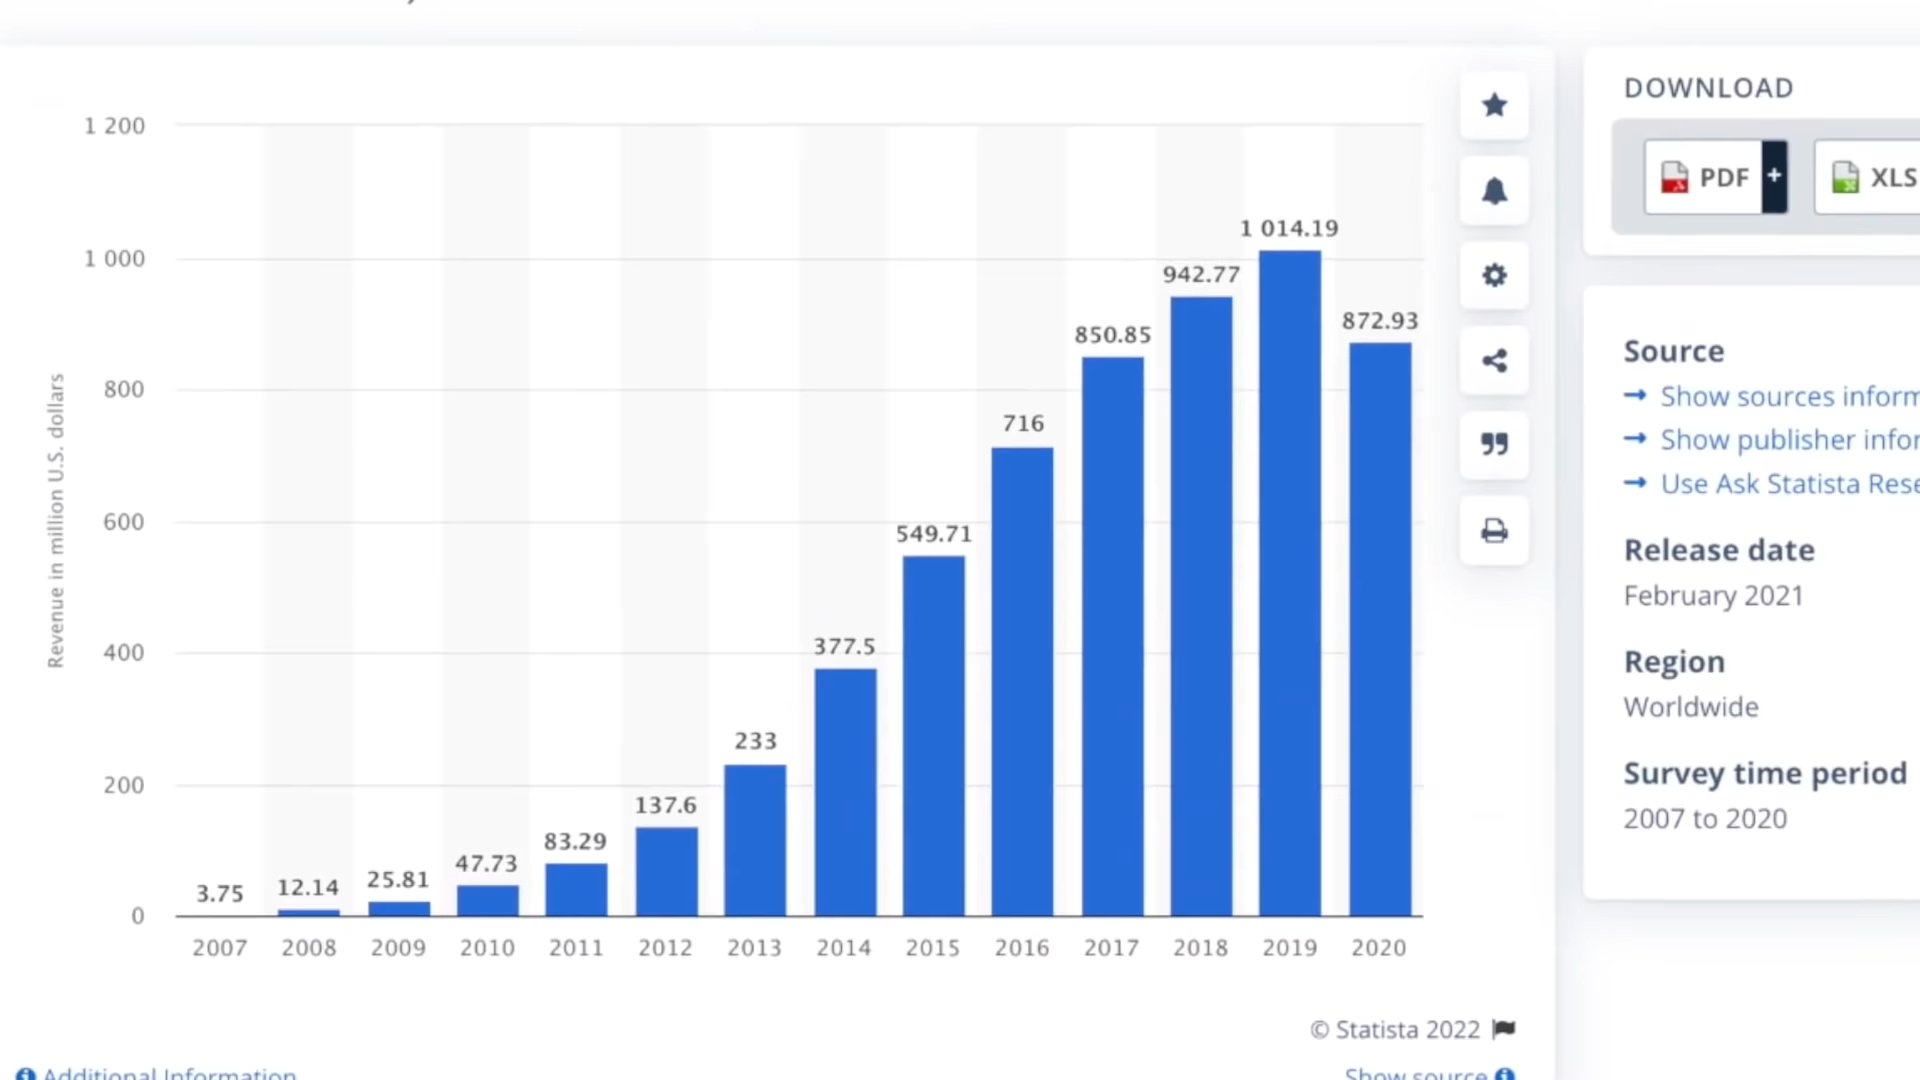 DOWNLOAD
PDF +
XLS
Revenue in million U.S. dollars
1 200
1 000
800
600
400
200
0
3.75
12.14
25.81
47.73
83.29
137.6
233
377.5
549.71
716
850.85
942.77
1 014.19
872.93
2007 2008 2009 2010 2011 2012 2013 2014 2015 2016 2017 2018 2019 2020
© Statista 2022
Additional Information
Show source
Source
→ Show sources inform
→ Show publisher infor
→ Use Ask Statista Rese
Release date
February 2021
Region
Worldwide
Survey time period
2007 to 2020